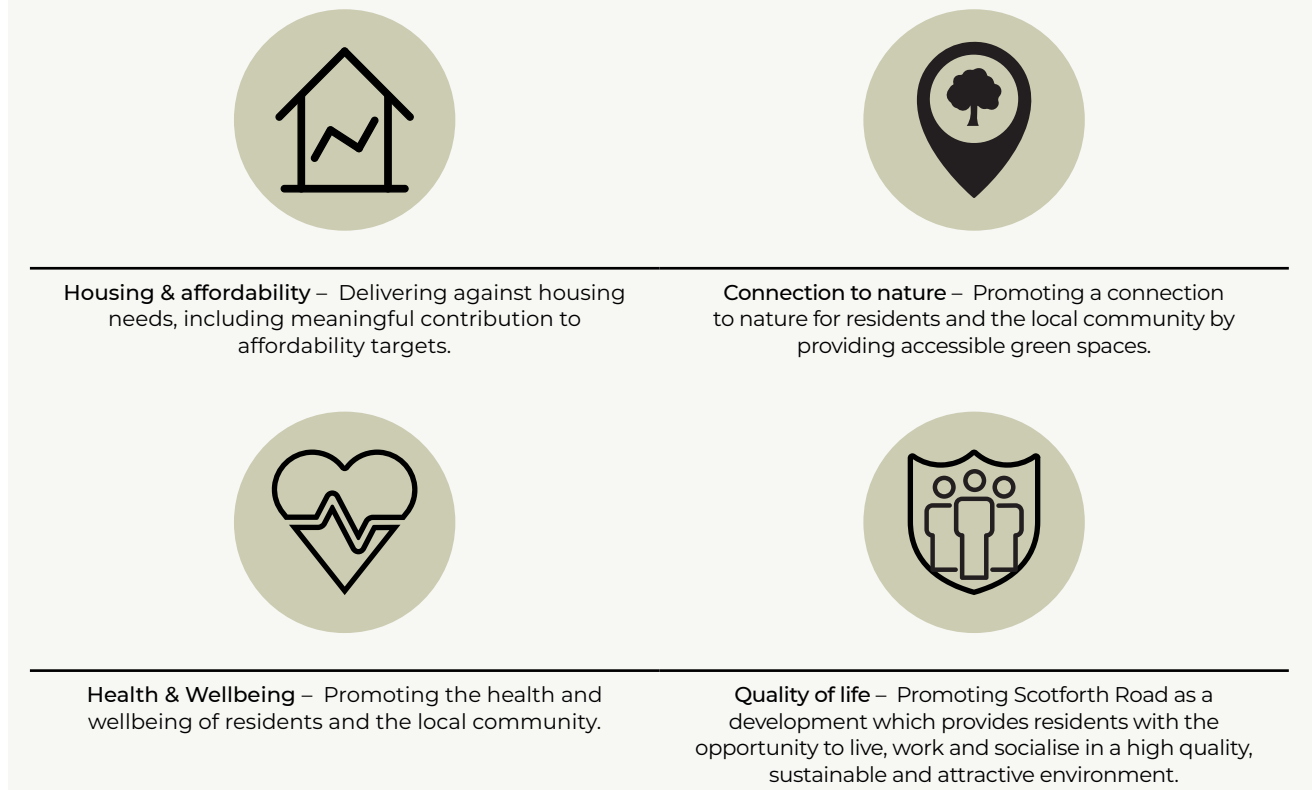 Housing & affordability – Delivering against housing
needs, including meaningful contribution to
affordability targets.
Connection to nature – Promoting a connection
to nature for residents and the local community by
providing accessible green spaces.
Health & Wellbeing – Promoting the health and
wellbeing of residents and the local community.
Quality of life – Promoting Scotforth Road as a
development which provides residents with the
opportunity to live, work and socialise in a high quality,
sustainable and attractive environment.